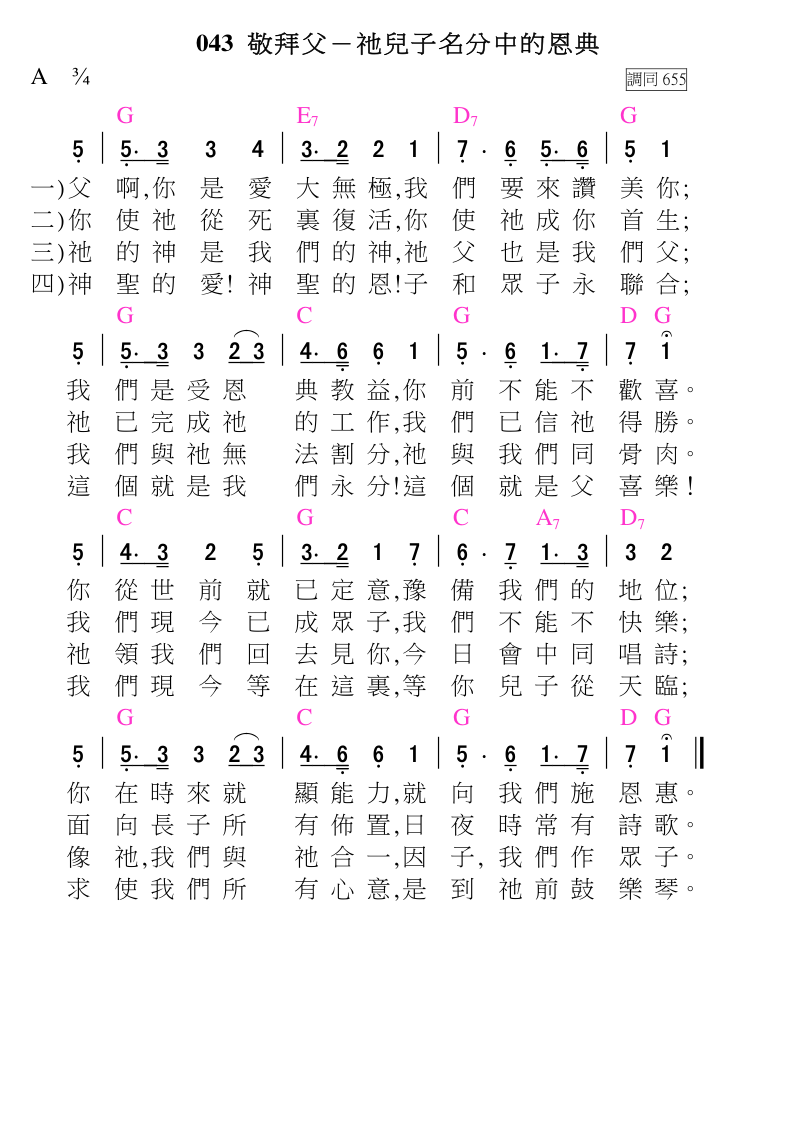 043 敬拜父－祂兒子名分中的恩典
A ¾ 調同 655
G E7 D7 G
5 | 5· 3 3 4 | 3· 2 2 1 | 7 · 6 5· 6 | 5 1
一)父 啊,你 是 愛 大 無 極,我 們 要 來 讚 美 你;
二)你 使 祂 從 死 裏 復 活,你 使 祂 成 你 首 生;
三)祂 的 神 是 我 們 的 神,祂 父 也 是 我 們 父;
四)神 聖 的 愛! 神 聖 的 恩!子 和 眾 子 永 聯 合;
G C G D G
5 | 5· 3 3 2 3 | 4· 6 6 1 | 5 · 6 1· 7 | 7 1
我 們 是 受 恩 典 教 益,你 前 不 能 不 歡 喜。
祂 已 完 成 祂 的 工 作,我 們 已 信 祂 得 勝。
我 們 與 祂 無 法 割 分,祂 與 我 們 同 骨 肉。
這 個 就 是 我 們 永 分!這 個 就 是 父 喜 樂!
C G C A7 D7
5 | 4· 3 2 5 | 3· 2 1 7 | 6 · 7 1· 3 | 3 2
你 從 世 前 就 已 定 意,豫 備 我 們 的 地 位;
我 們 現 今 已 成 眾 子,我 們 不 能 不 快 樂;
祂 領 我 們 回 去 見 你,今 日 會 中 同 唱 詩;
我 們 現 今 等 在 這 裏,等 你 兒 子 從 天 臨;
G C G D G
5 | 5· 3 3 2 3 | 4· 6 6 1 | 5 · 6 1· 7 | 7 1 ‖
你 在 時 來 就 顯 能 力,就 向 我 們 施 恩 惠。
面 向 長 子 所 有 佈 置,日 夜 時 常 有 詩 歌。
像 祂,我 們 與 祂 合 一,因 子, 我 們 作 眾 子。
求 使 我 們 所 有 心 意,是 到 祂 前 鼓 樂 琴。